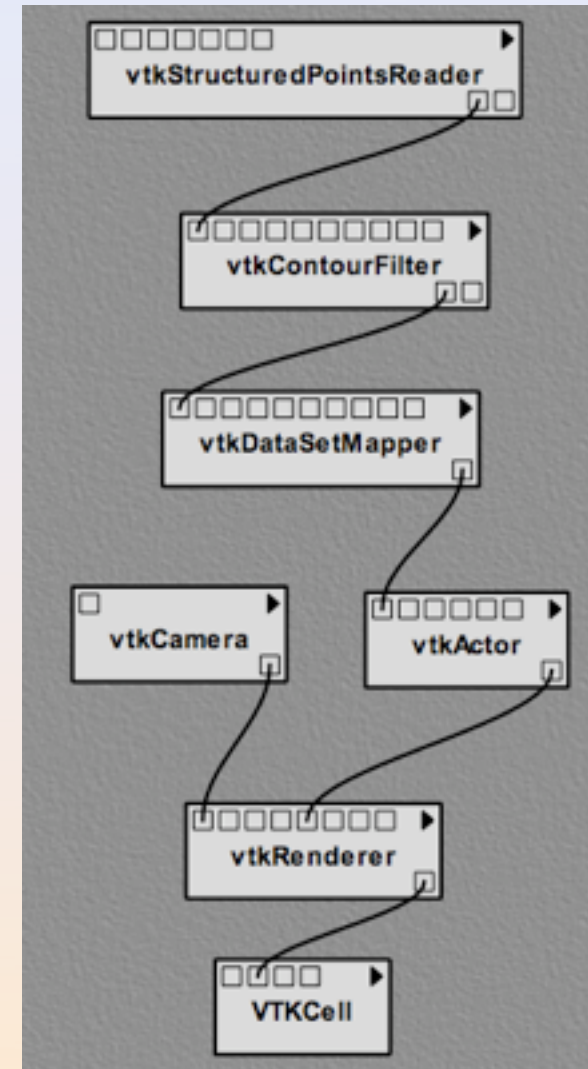 vtkStructuredPointsReader
vtkContourFilter
vtkDataSetMapper
vtkCamera
vtkActor
vtkRenderer
VTKCell